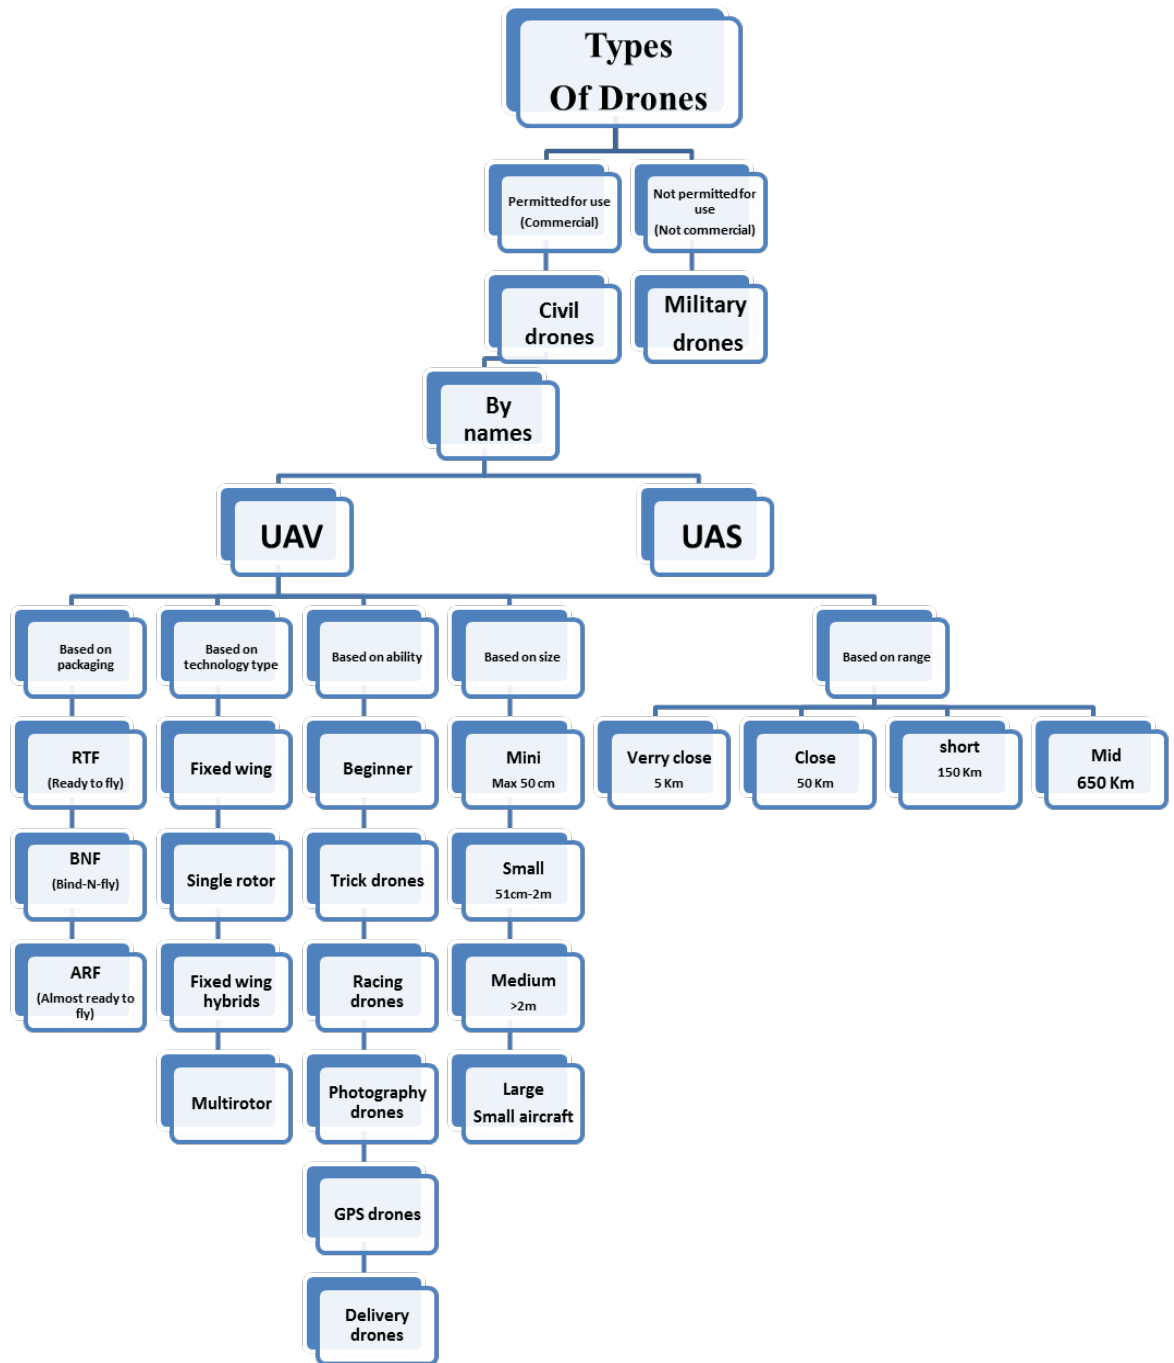 Types
Of Drones
Permitted for use
(Commercial)
Not permitted for
use
(Not commercial)
Civil
drones
Military
drones
By
names
UAV
UAS
Based on
packaging
Based on
technology type
Based on ability
Based on size
Based on range
RTF
(Ready to fly)
Fixed wing
Beginner
Mini
Max 50 cm
Verry close
5 Km
Close
50 Km
short
150 Km
Mid
650 Km
BNF
(Bind-N-fly)
Single rotor
Trick drones
Small
51cm-2m
ARF
(Almost ready to
fly)
Fixed wing
hybrids
Racing
drones
Medium
>2m
Multirotor
Photography
drones
Large
Small aircraft
GPS drones
Delivery
drones